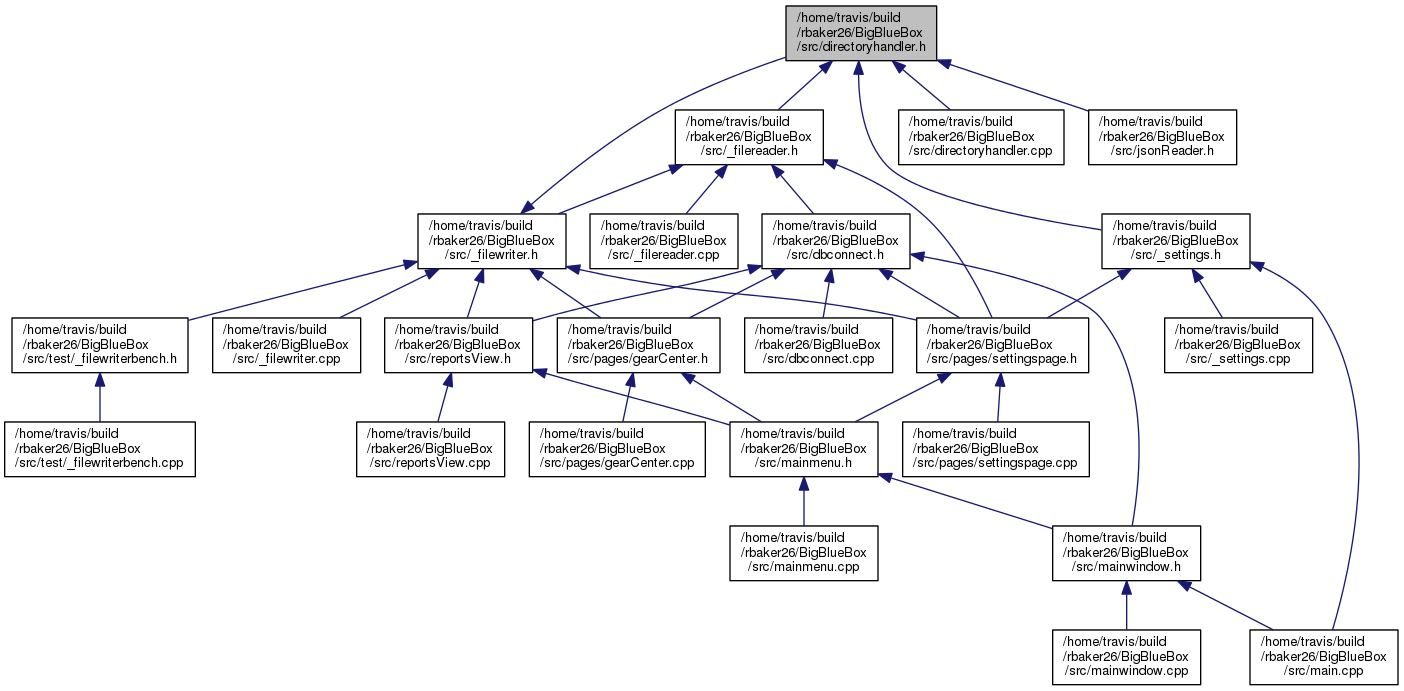 /home/travis/build
/rbaker26/BigBlueBox
/src/directoryhandler.h
/home/travis/build
/rbaker26/BigBlueBox
/src/_filereader.h
/home/travis/build
/rbaker26/BigBlueBox
/src/directoryhandler.cpp
/home/travis/build
/rbaker26/BigBlueBox
/src/jsonReader.h
/home/travis/build
/rbaker26/BigBlueBox
/src/_filewriter.h
/home/travis/build
/rbaker26/BigBlueBox
/src/_filereader.cpp
/home/travis/build
/rbaker26/BigBlueBox
/src/dbconnect.h
/home/travis/build
/rbaker26/BigBlueBox
/src/_settings.h
/home/travis/build
/rbaker26/BigBlueBox
/src/test/_filewriterbench.h
/home/travis/build
/rbaker26/BigBlueBox
/src/_filewriter.cpp
/home/travis/build
/rbaker26/BigBlueBox
/src/reportsView.h
/home/travis/build
/rbaker26/BigBlueBox
/src/pages/gearCenter.h
/home/travis/build
/rbaker26/BigBlueBox
/src/dbconnect.cpp
/home/travis/build
/rbaker26/BigBlueBox
/src/pages/settingspage.h
/home/travis/build
/rbaker26/BigBlueBox
/src/_settings.cpp
/home/travis/build
/rbaker26/BigBlueBox
/src/test/_filewriterbench.cpp
/home/travis/build
/rbaker26/BigBlueBox
/src/reportsView.cpp
/home/travis/build
/rbaker26/BigBlueBox
/src/pages/gearCenter.cpp
/home/travis/build
/rbaker26/BigBlueBox
/src/mainmenu.h
/home/travis/build
/rbaker26/BigBlueBox
/src/pages/settingspage.cpp
/home/travis/build
/rbaker26/BigBlueBox
/src/mainmenu.cpp
/home/travis/build
/rbaker26/BigBlueBox
/src/mainwindow.h
/home/travis/build
/rbaker26/BigBlueBox
/src/mainwindow.cpp
/home/travis/build
/rbaker26/BigBlueBox
/src/main.cpp